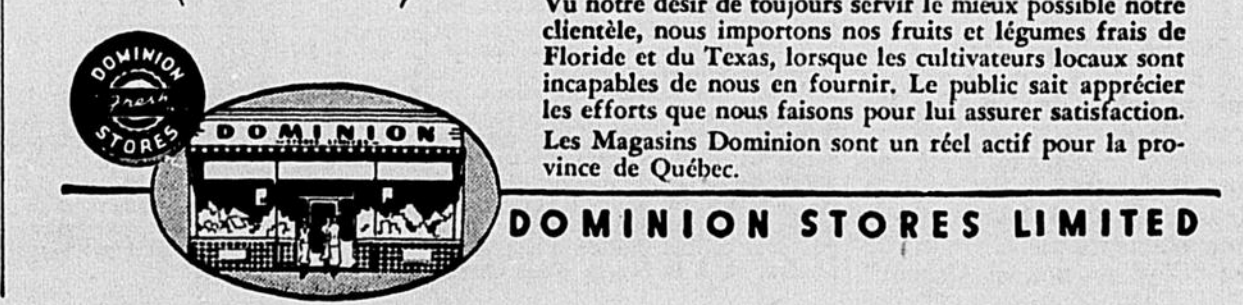 Vu notre désir de toujours servir le mieux possible notre
clientèle, nous importons nos fruits et légumes frais de
Floride et du Texas, lorsque les cultivateurs locaux sont
incapables de nous en fournir. Le public sait apprécier
les efforts que nous faisons pour lui assurer satisfaction.
Les Magasins Dominion sont un réel actif pour la pro-
vince de Québec.
DOMINION
Fresh
STORES
DOMINION
DOMINION STORES LIMITED